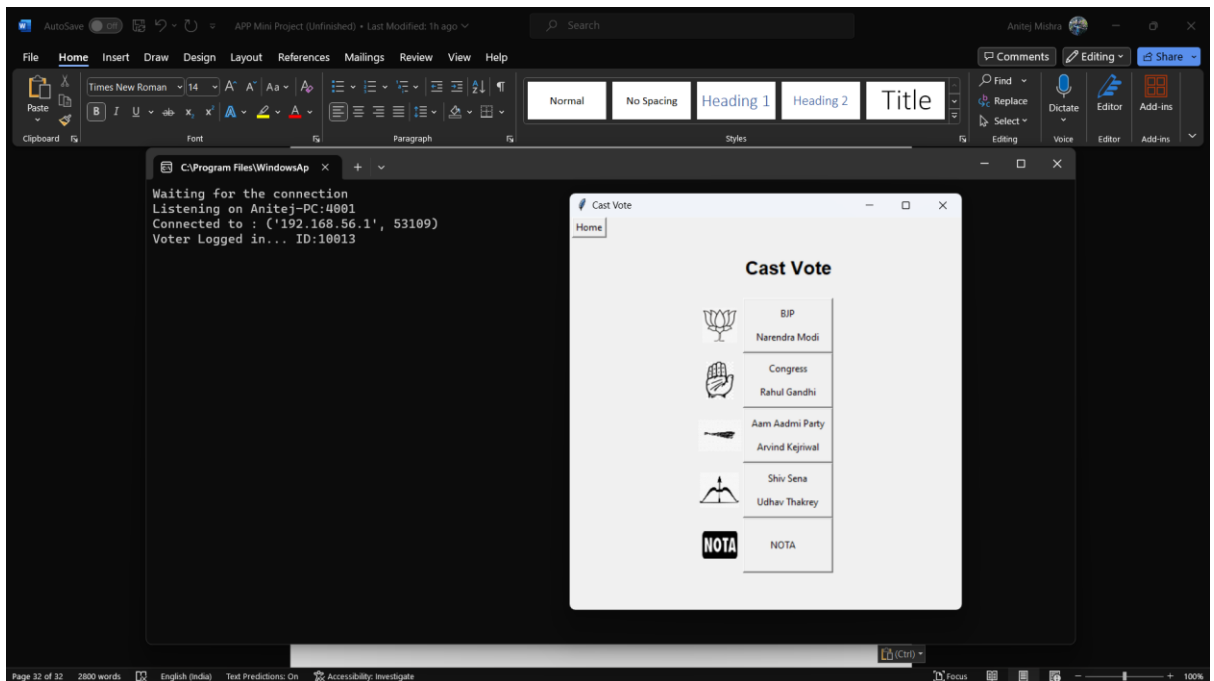 AutoSave Off APP Mini Project (Unfinished) • Last Modified: 1h ago Search Anitej Mishra
File Home Insert Draw Design Layout References Mailings Review View Help Comments Editing Share
Times New Roman 14 Aa
Paste B I U ab x₂ x² A A
Normal No Spacing Heading 1 Heading 2 Title
Find
Replace
Select
Dictate Editor Add-ins
Clipboard Font Paragraph Styles Editing Voice Editor Add-ins
C:\Program Files\WindowsAp
Waiting for the connection
Listening on Anitej-PC:4001
Connected to : ('192.168.56.1', 53109)
Voter Logged in... ID:10013
Cast Vote
Home
Cast Vote
BJP
Narendra Modi
Congress
Rahul Gandhi
Aam Aadmi Party
Arvind Kejriwal
Shiv Sena
Udhav Thakrey
NOTA NOTA
(Ctrl)
Page 32 of 32 2800 words English (India) Text Predictions: On Accessibility: Investigate Focus 100%